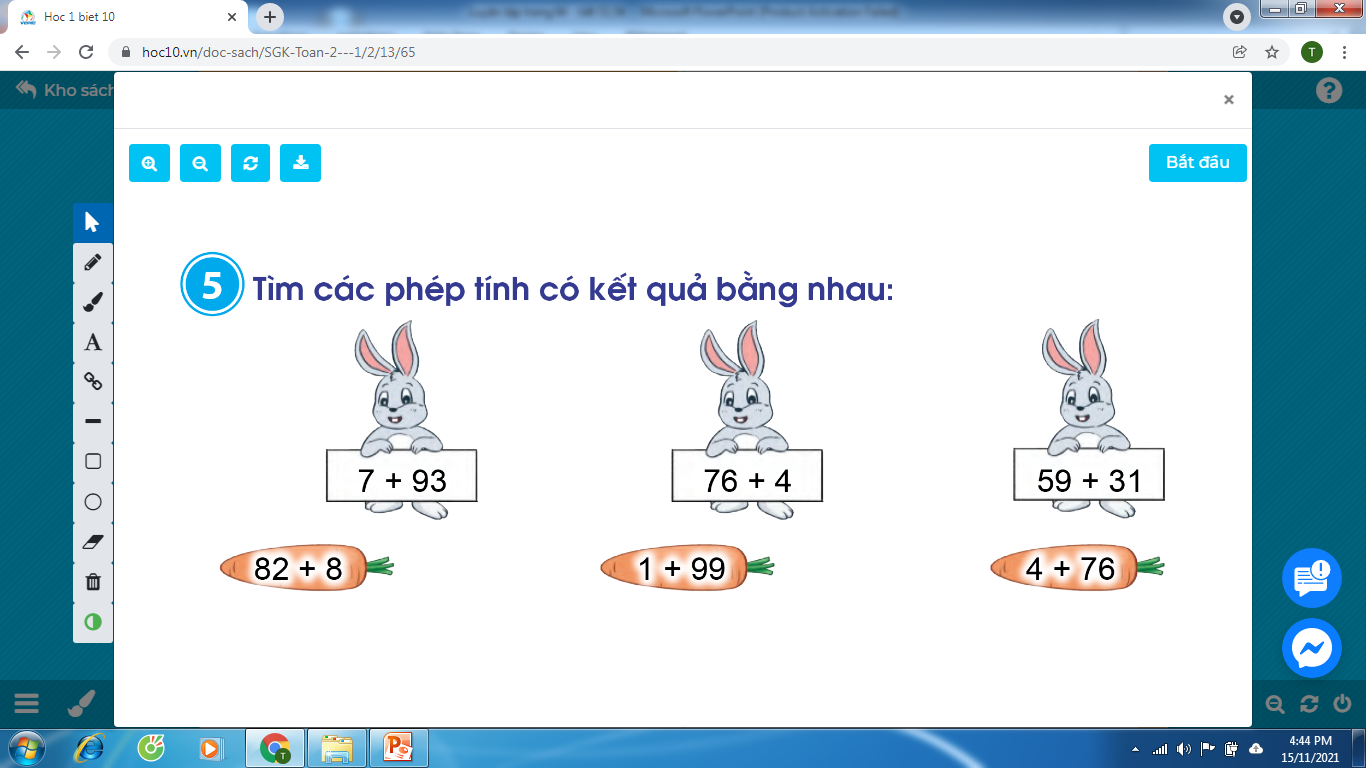 Hoc 1 biet 10
hoc10.vn/doc-sach/SGK-Toan-2---1/2/13/65
T
Kho sách
Bắt đầu
A
5 Tìm các phép tính có kết quả bằng nhau:
7 + 93
76 + 4
59 + 31
82 + 8
1 + 99
4 + 76
4:44 PM
15/11/2021